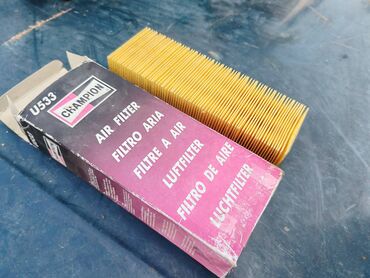 U533
CHAMPION
AIR FILTER
FILTRO ARIA
FILTRE A AIR
LUFTFILTER
FILTRO DE AIRE
LUCHTFILTER